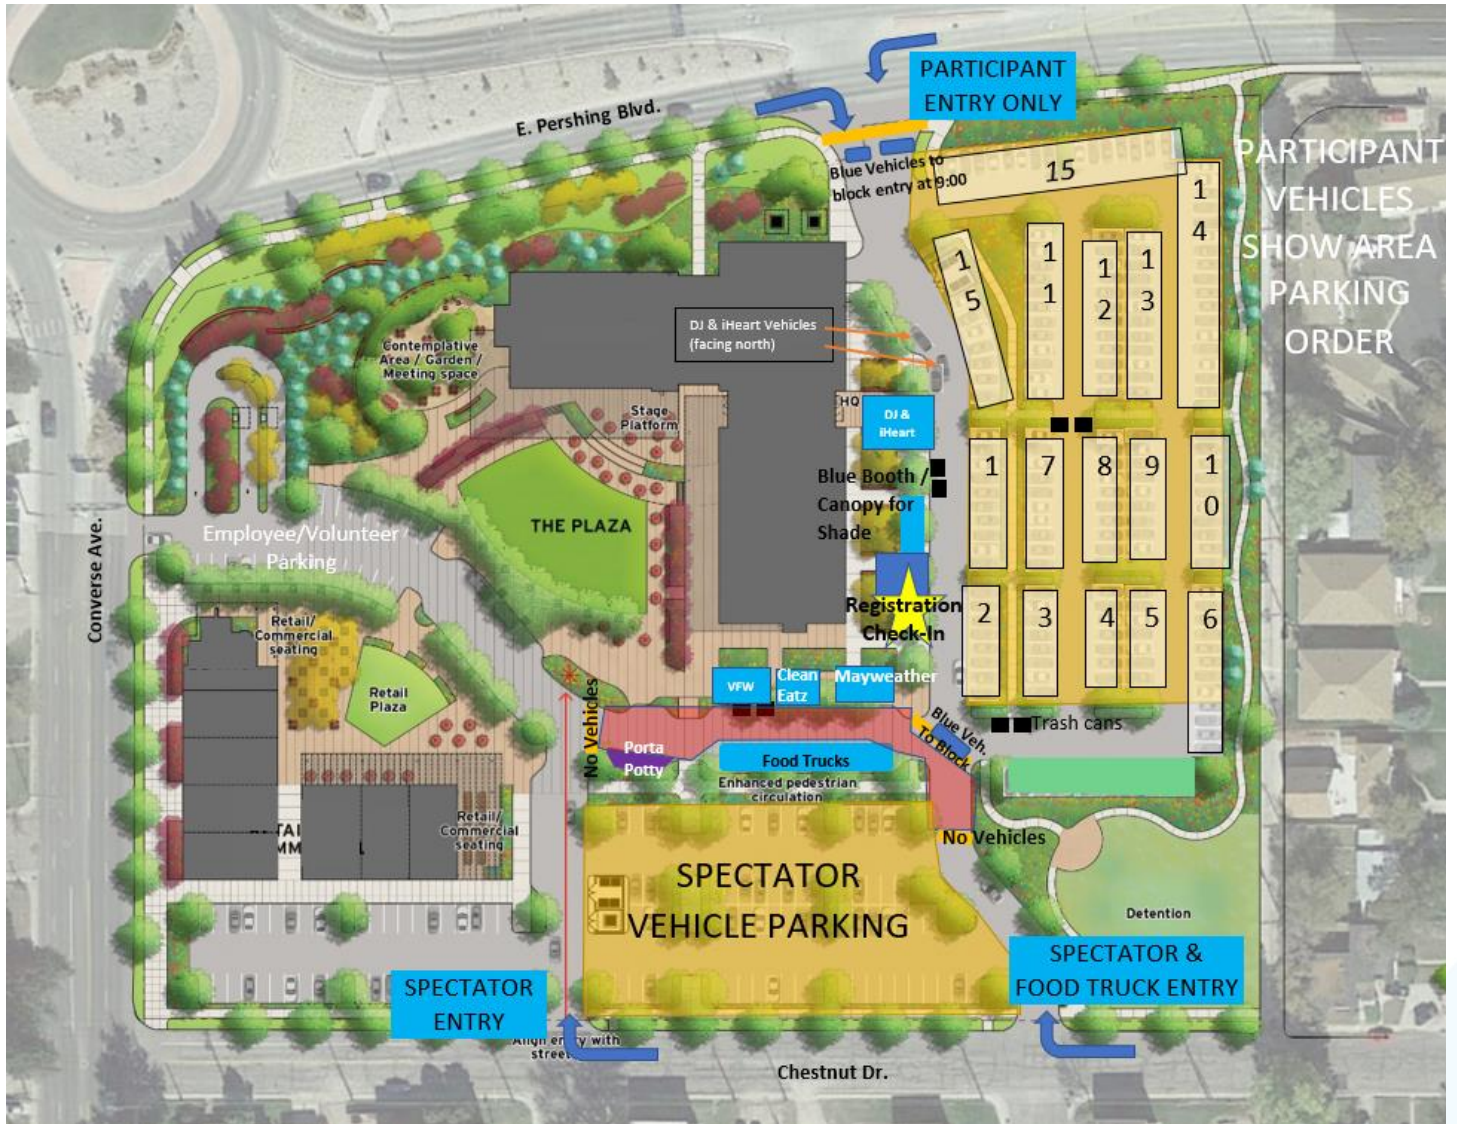 PARTICIPANT
ENTRY ONLY
E. Pershing Blvd.
Blue Vehicles to
block entry at 9:00
PARTICIPANT
VEHICLES
SHOW AREA
PARKING
ORDER
15
1
4
1
5
1
1
1
2
1
3
DJ & iHeart Vehicles
(facing north)
Contemplative
Area / Garden /
Meeting space
Stage
Platform
HQ
DJ &
iHeart
1
7
8
9
1
0
Blue Booth /
Canopy for
Shade
THE PLAZA
Employee/Volunteer
Parking
Converse Ave.
Registration
Check-In
2
3
4
5
6
Retail/
Commercial
seating
Retail
Plaza
VFW
Clean
Eatz
Mayweather
No Vehicles
Blue Veh.
To Block
Trash cans
Porta
Potty
Food Trucks
Enhanced pedestrian
circulation
Retail/
Commercial
seating
No Vehicles
SPECTATOR
VEHICLE PARKING
Detention
SPECTATOR
ENTRY
SPECTATOR &
FOOD TRUCK ENTRY
Align entry with
street
Chestnut Dr.